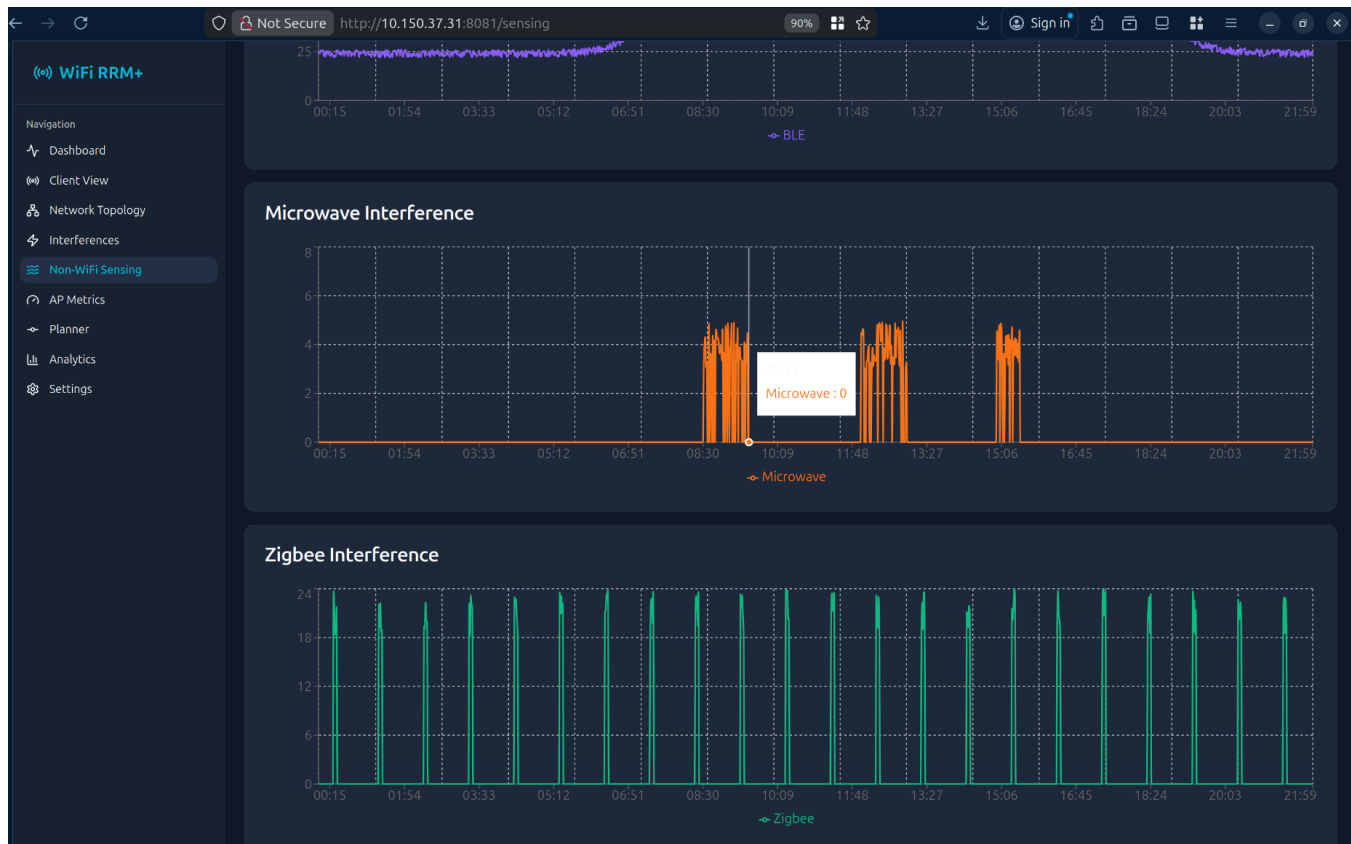 Not Secure http://10.150.37.31:8081/sensing 90% Sign in
WiFi RRM+
Navigation
Dashboard
Client View
Network Topology
Interferences
Non-WiFi Sensing
AP Metrics
Planner
Analytics
Settings
25
0
00:15 01:54 03:33 05:12 06:51 08:30 10:09 11:48 13:27 15:06 16:45 18:24 20:03 21:59
BLE
Microwave Interference
8
6
4
2
0
Microwave : 0
00:15 01:54 03:33 05:12 06:51 08:30 10:09 11:48 13:27 15:06 16:45 18:24 20:03 21:59
Microwave
Zigbee Interference
24
18
12
6
0
00:15 01:54 03:33 05:12 06:51 08:30 10:09 11:48 13:27 15:06 16:45 18:24 20:03 21:59
Zigbee